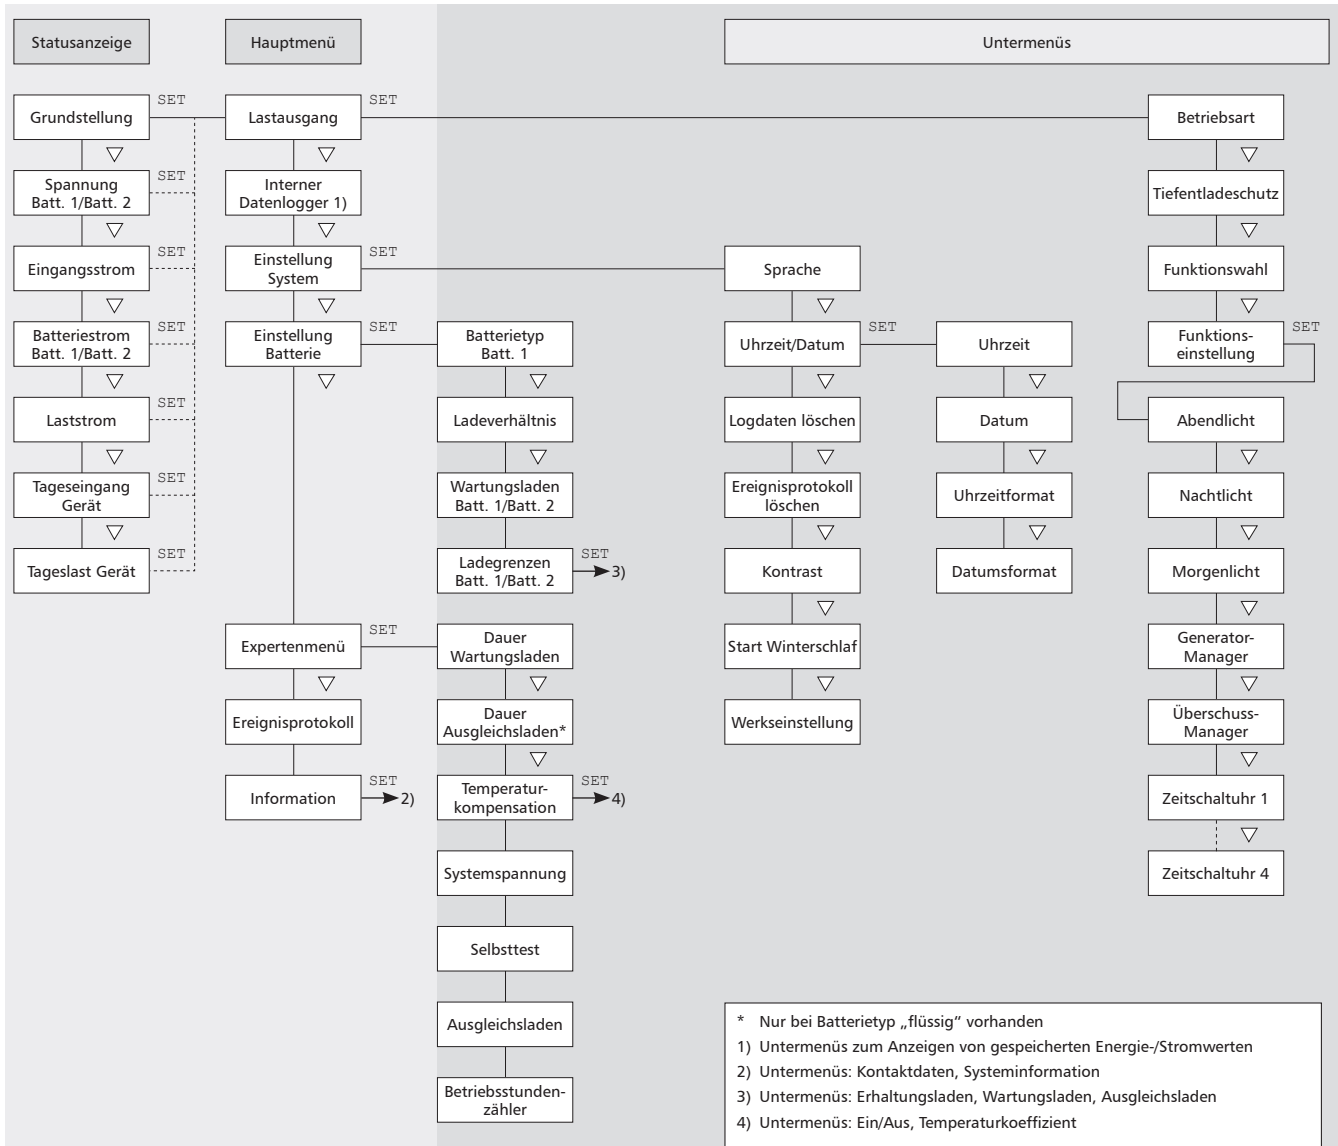 Statusanzeige
Hauptmenü
Untermenüs
Grundstellung
SET
Spannung
Batt. 1/Batt. 2
SET
Eingangsstrom
SET
Batteriestrom
Batt. 1/Batt. 2
SET
Laststrom
SET
Tageseingang
Gerät
SET
Tageslast Gerät
SET
Lastausgang
SET
Interner
Datenlogger 1)
Einstellung
System
SET
Einstellung
Batterie
SET
Expertenmenü
SET
Ereignisprotokoll
Information
SET
2)
Batterietyp
Batt. 1
Ladeverhältnis
Wartungsladen
Batt. 1/Batt. 2
Ladegrenzen
Batt. 1/Batt. 2
SET
3)
Dauer
Wartungsladen
Dauer
Ausgleichsladen*
Temperatur-
kompensation
SET
4)
Systemspannung
Selbsttest
Ausgleichsladen
Betriebsstunden-
zähler
Sprache
Uhrzeit/Datum
SET
Logdaten löschen
Ereignisprotokoll
löschen
Kontrast
Start Winterschlaf
Werkseinstellung
Uhrzeit
Datum
Uhrzeitformat
Datumsformat
Betriebsart
Tiefentladeschutz
Funktionswahl
Funktions-
einstellung
SET
Abendlicht
Nachtlicht
Morgenlicht
Generator-
Manager
Überschuss-
Manager
Zeitschaltuhr 1
Zeitschaltuhr 4
* Nur bei Batterietyp „flüssig“ vorhanden
1) Untermenüs zum Anzeigen von gespeicherten Energie-/Stromwerten
2) Untermenüs: Kontaktdaten, Systeminformation
3) Untermenüs: Erhaltungsladen, Wartungsladen, Ausgleichsladen
4) Untermenüs: Ein/Aus, Temperaturkoeffizient